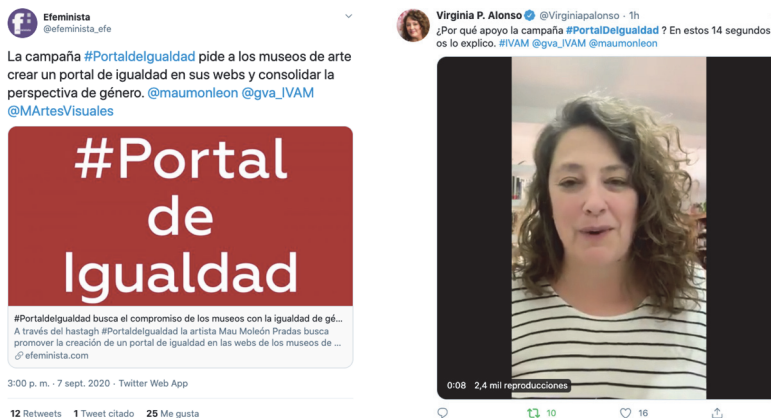 Efeminista
@efeminista_efe
La campaña #PortaldeIgualdad pide a los museos de arte
crear un portal de igualdad en sus webs y consolidar la
perspectiva de género. @maumonleon @gva_IVAM
@MArtesVisuales
#Portal
de
Igualdad
#PortaldeIgualdad busca el compromiso de los museos con la igualdad de gé...
A través del hastagh #PortaldeIgualdad la artista Mau Moleón Pradas busca
promover la creación de un portal de igualdad en las webs de los museos de ...
efeminista.com
3:00 p. m. · 7 sept. 2020 · Twitter Web App
12 Retweets 1 Tweet citado 25 Me gusta
Virginia P. Alonso @Virginiapalonso · 1h
¿Por qué apoyo la campaña #PortalDeIgualdad ? En estos 14 segundos
os lo explico. #IVAM @gva_IVAM @maumonleon
0:08 2,4 mil reproducciones
10 16